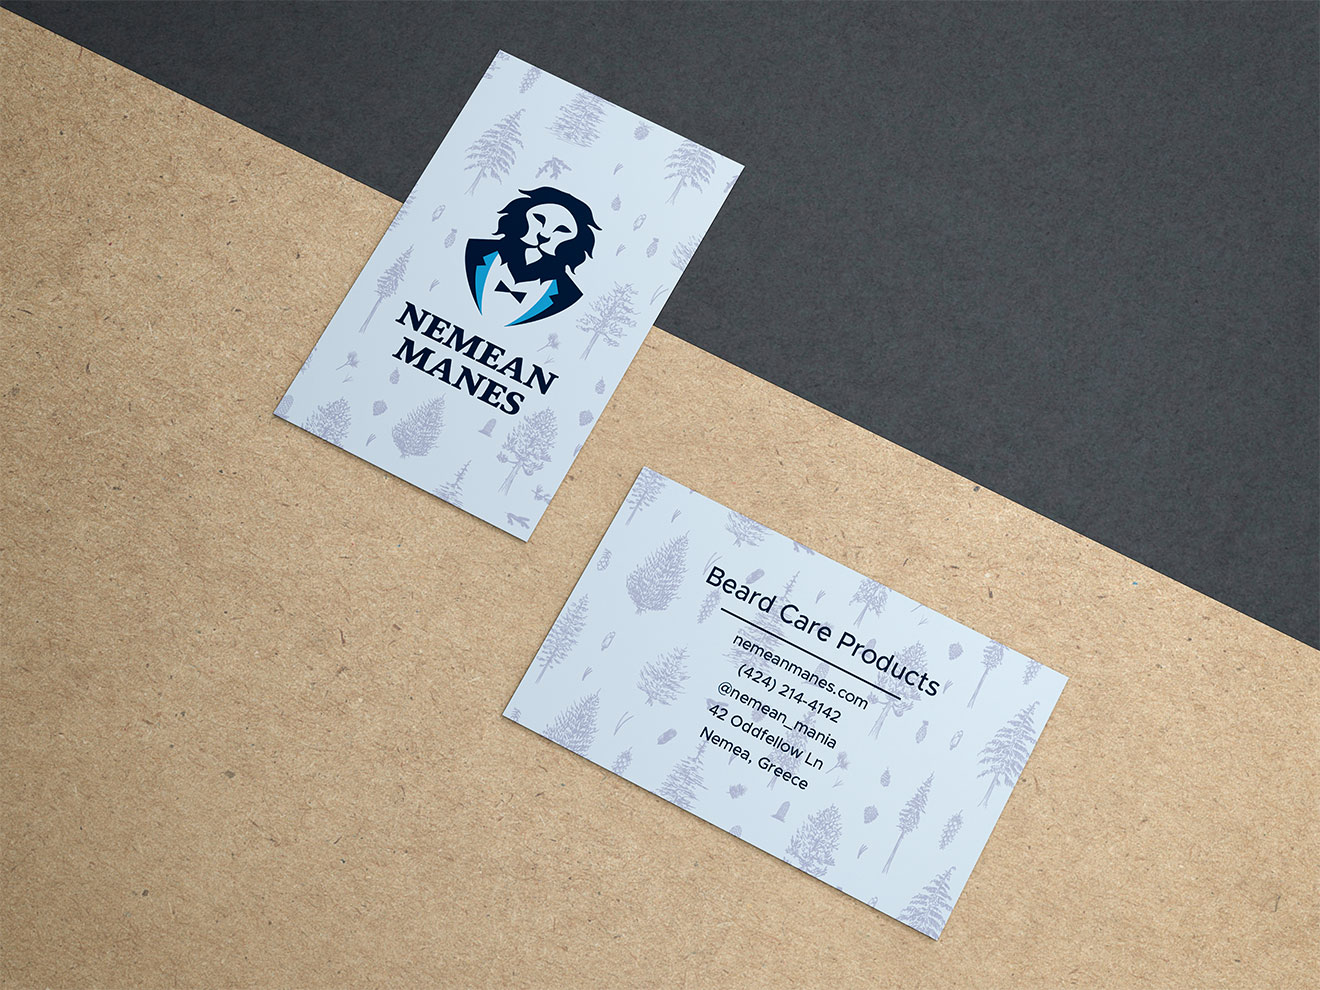 NEMEAN
MANES
Beard Care Products
nemeanmanes.com
(424) 214-4142
@nemean_mania
42 Oddfellow Ln
Nemea, Greece